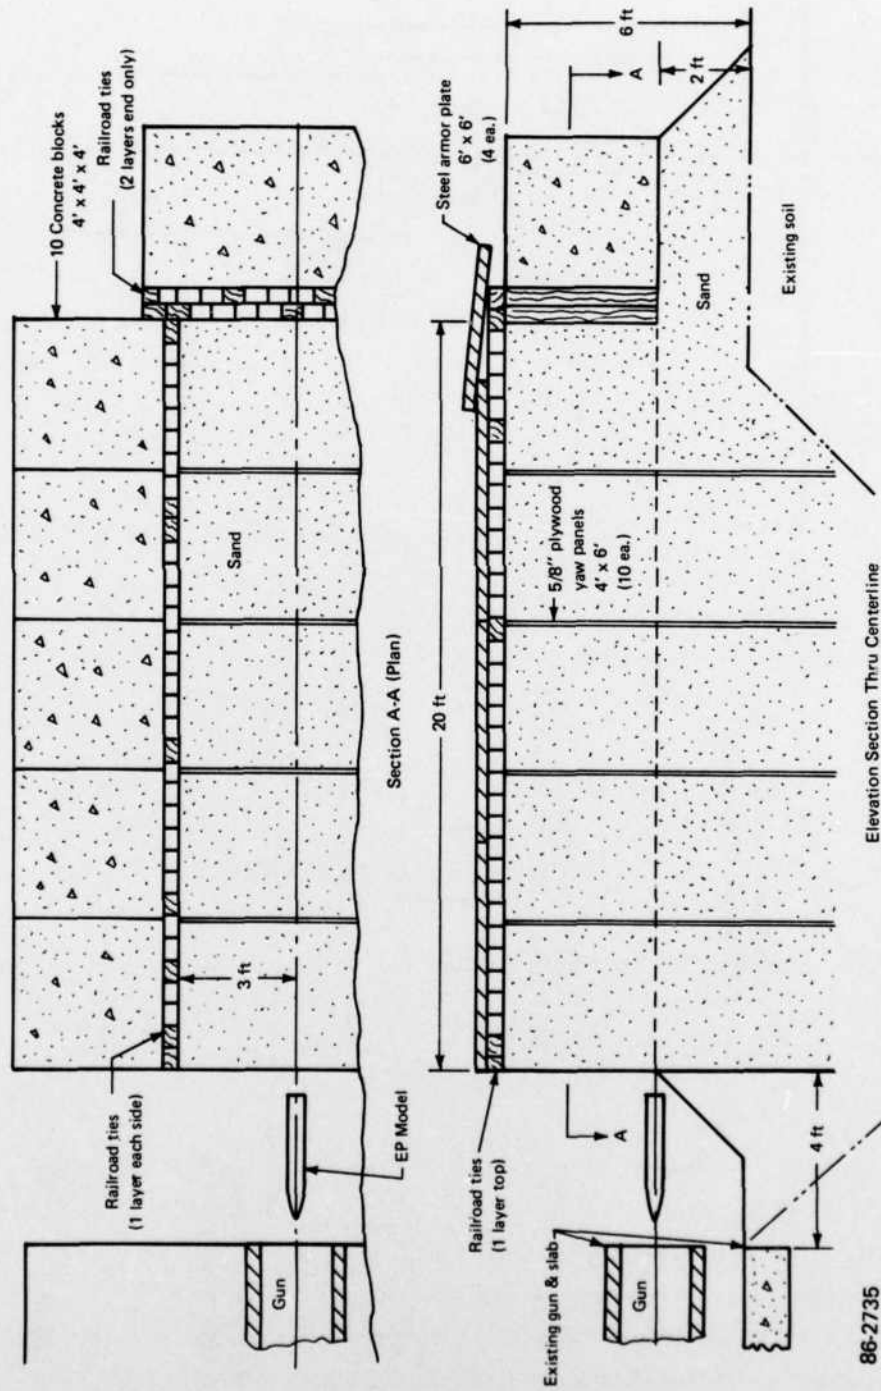 10 Concrete blocks
4' x 4' x 4'
Railroad ties
(2 layers end only)
Railroad ties
(1 layer each side)
Sand
3 ft
EP Model
Gun
Section A-A (Plan)
Steel armor plate
6' x 6'
(4 ea.)
6 ft
A
2 ft
20 ft
5/8" plywood
yaw panels
4' x 6'
(10 ea.)
Sand
Existing soil
Railroad ties
(1 layer top)
A
Existing gun & slab
Gun
4 ft
Elevation Section Thru Centerline
86-2735